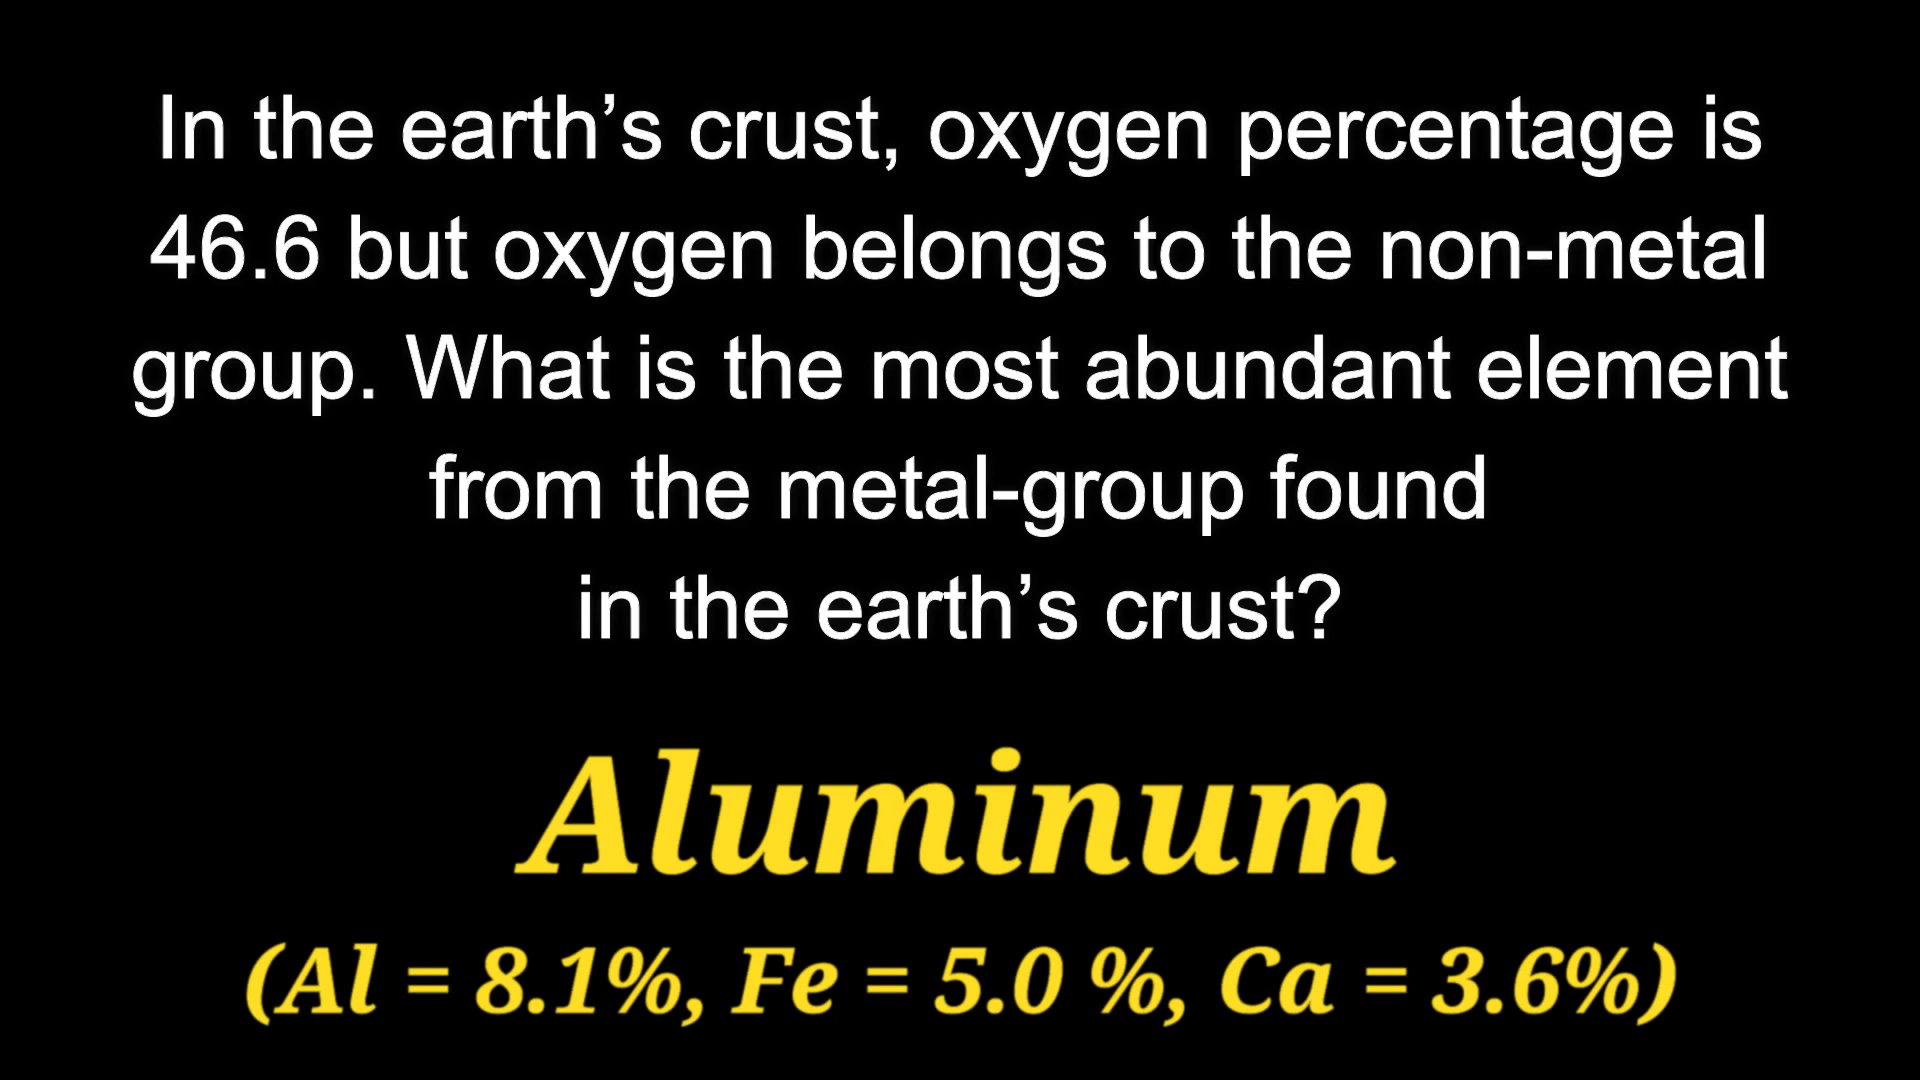 In the earth’s crust, oxygen percentage is
46.6 but oxygen belongs to the non-metal
group. What is the most abundant element
from the metal-group found
in the earth’s crust?
Aluminum
(Al = 8.1%, Fe = 5.0 %, Ca = 3.6%)